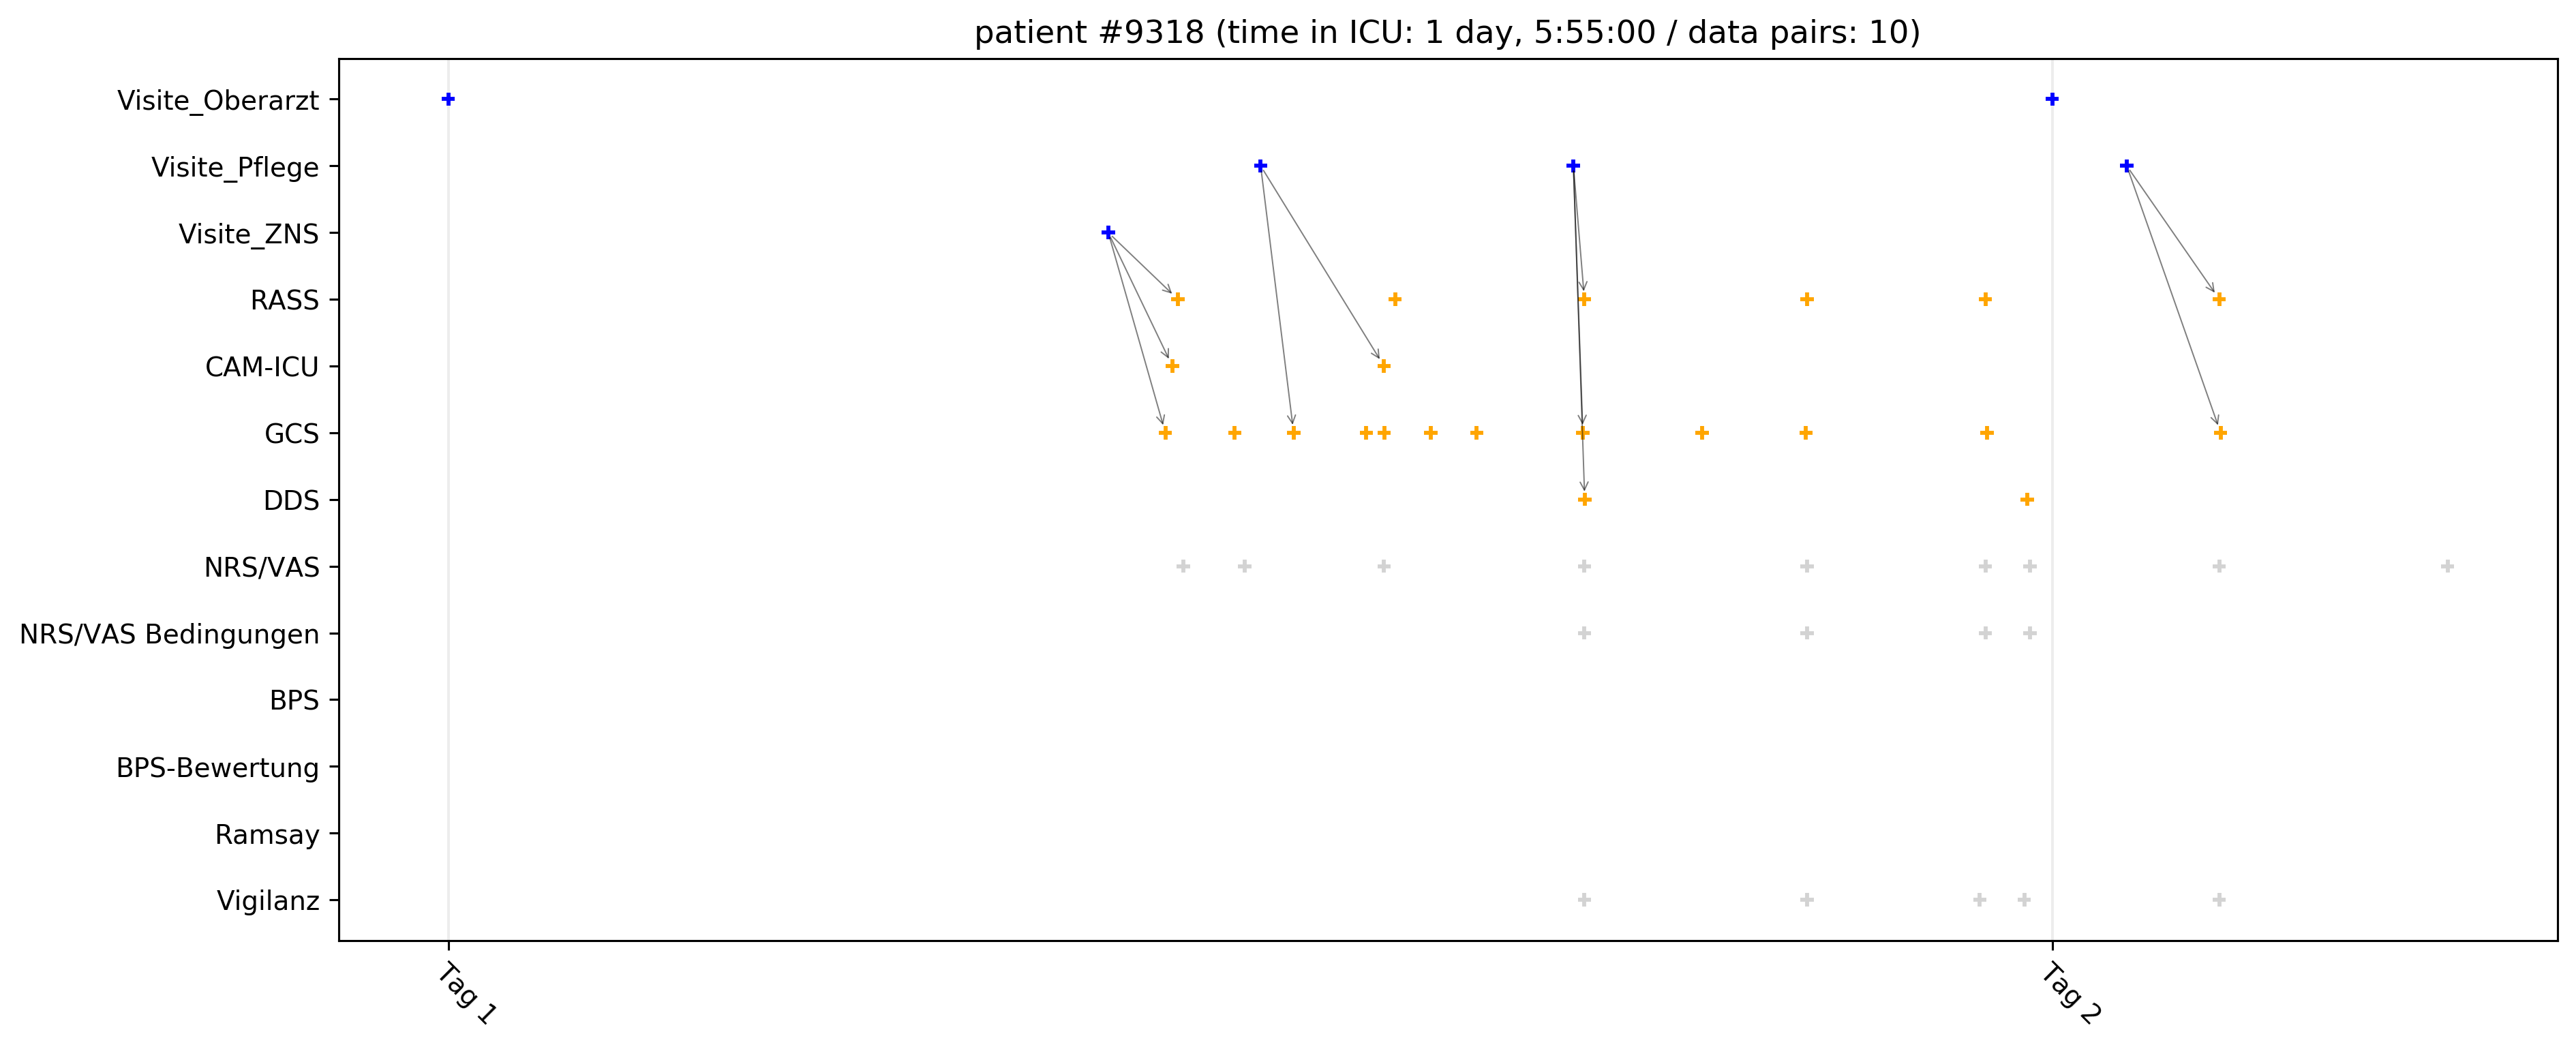 patient #9318 (time in ICU: 1 day, 5:55:00 / data pairs: 10)
Visite_Oberarzt
Visite_Pflege
Visite_ZNS
RASS
CAM-ICU
GCS
DDS
NRS/VAS
NRS/VAS Bedingungen
BPS
BPS-Bewertung
Ramsay
Vigilanz
Tag 1
Tag 2